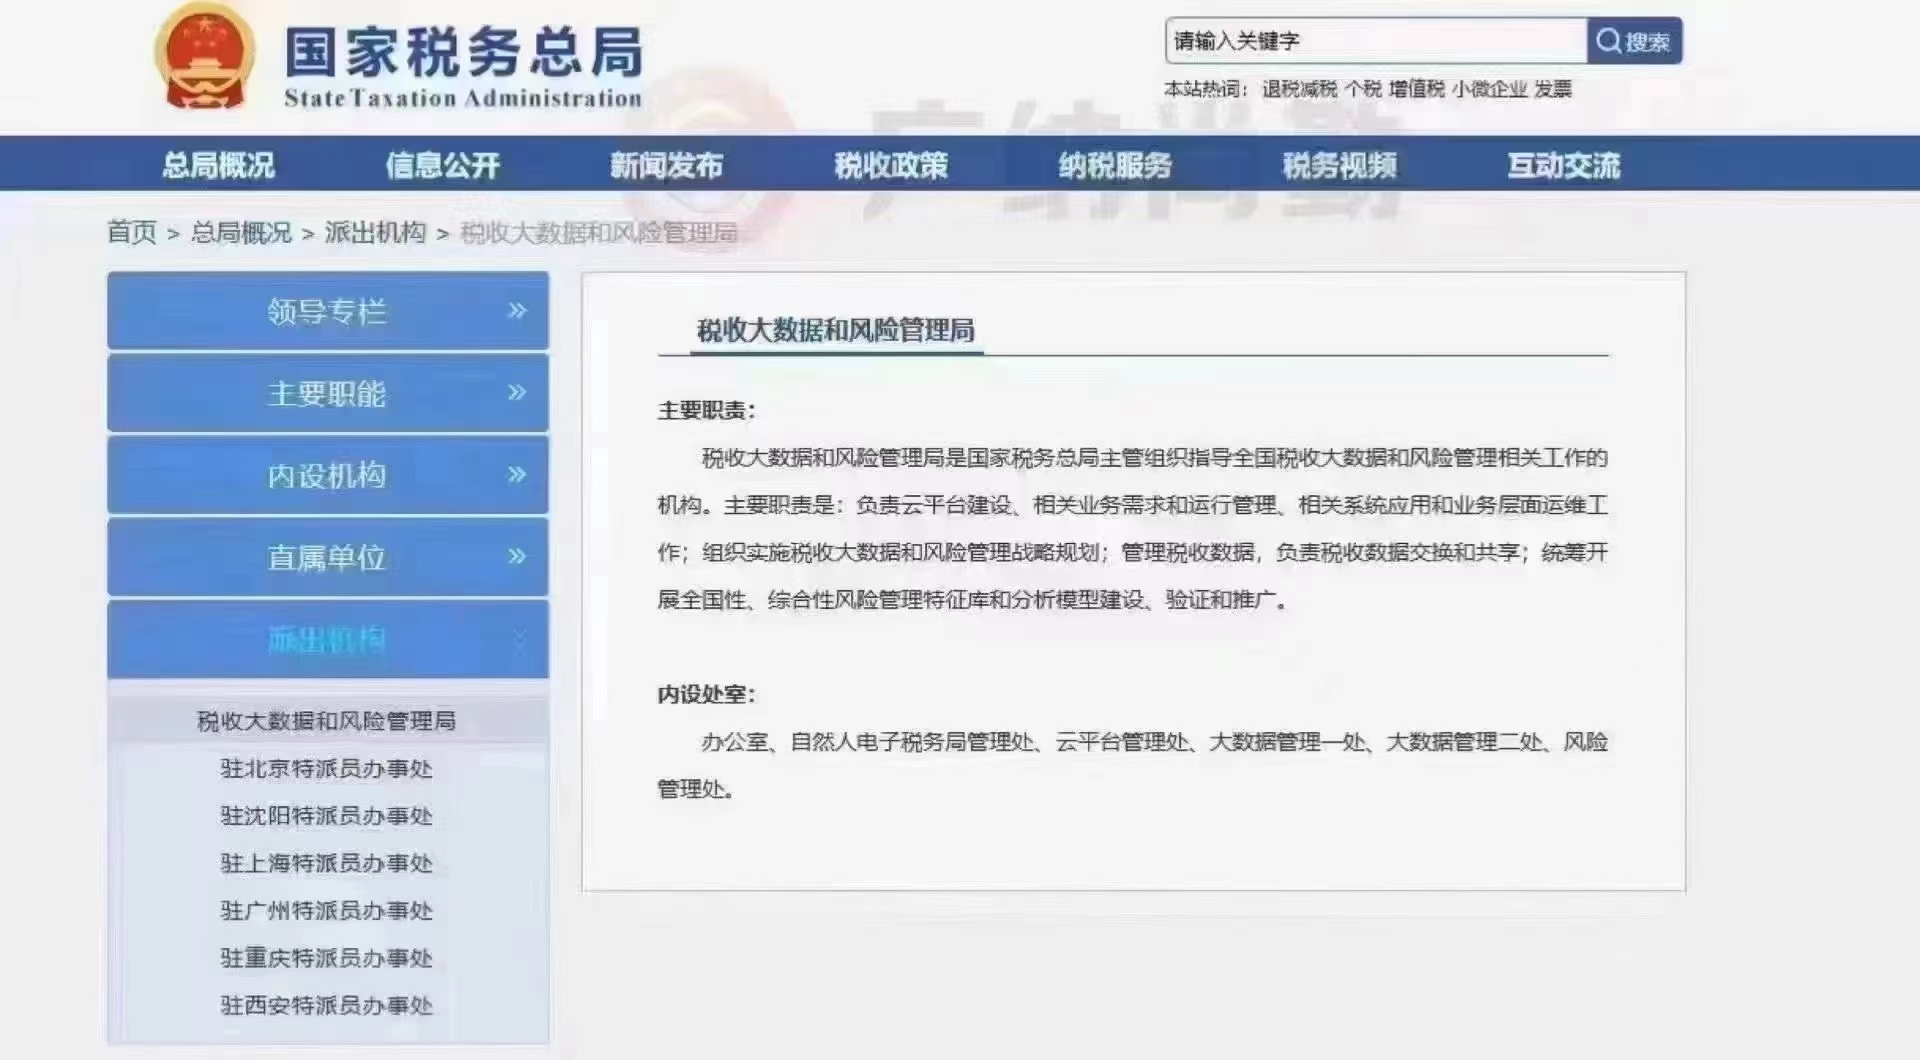 国家税务总局
State Taxation Administration
请输入关键字
搜索
本站热词： 退税减税 个税 增值税 小微企业 发票
总局概况 信息公开 新闻发布 税收政策 纳税服务 税务视频 互动交流
首页 > 总局概况 > 派出机构 > 税收大数据和风险管理局
领导专栏
主要职能
内设机构
直属单位
派出机构
税收大数据和风险管理局
驻北京特派员办事处
驻沈阳特派员办事处
驻上海特派员办事处
驻广州特派员办事处
驻重庆特派员办事处
驻西安特派员办事处
税收大数据和风险管理局
主要职责：
税收大数据和风险管理局是国家税务总局主管组织指导全国税收大数据和风险管理相关工作的
机构。主要职责是：负责云平台建设、相关业务需求和运行管理、相关系统应用和业务层面运维工
作；组织实施税收大数据和风险管理战略规划；管理税收数据，负责税收数据交换和共享；统筹开
展全国性、综合性风险管理特征库和分析模型建设、验证和推广。
内设处室：
办公室、自然人电子税务局管理处、云平台管理处、大数据管理一处、大数据管理二处、风险
管理处。